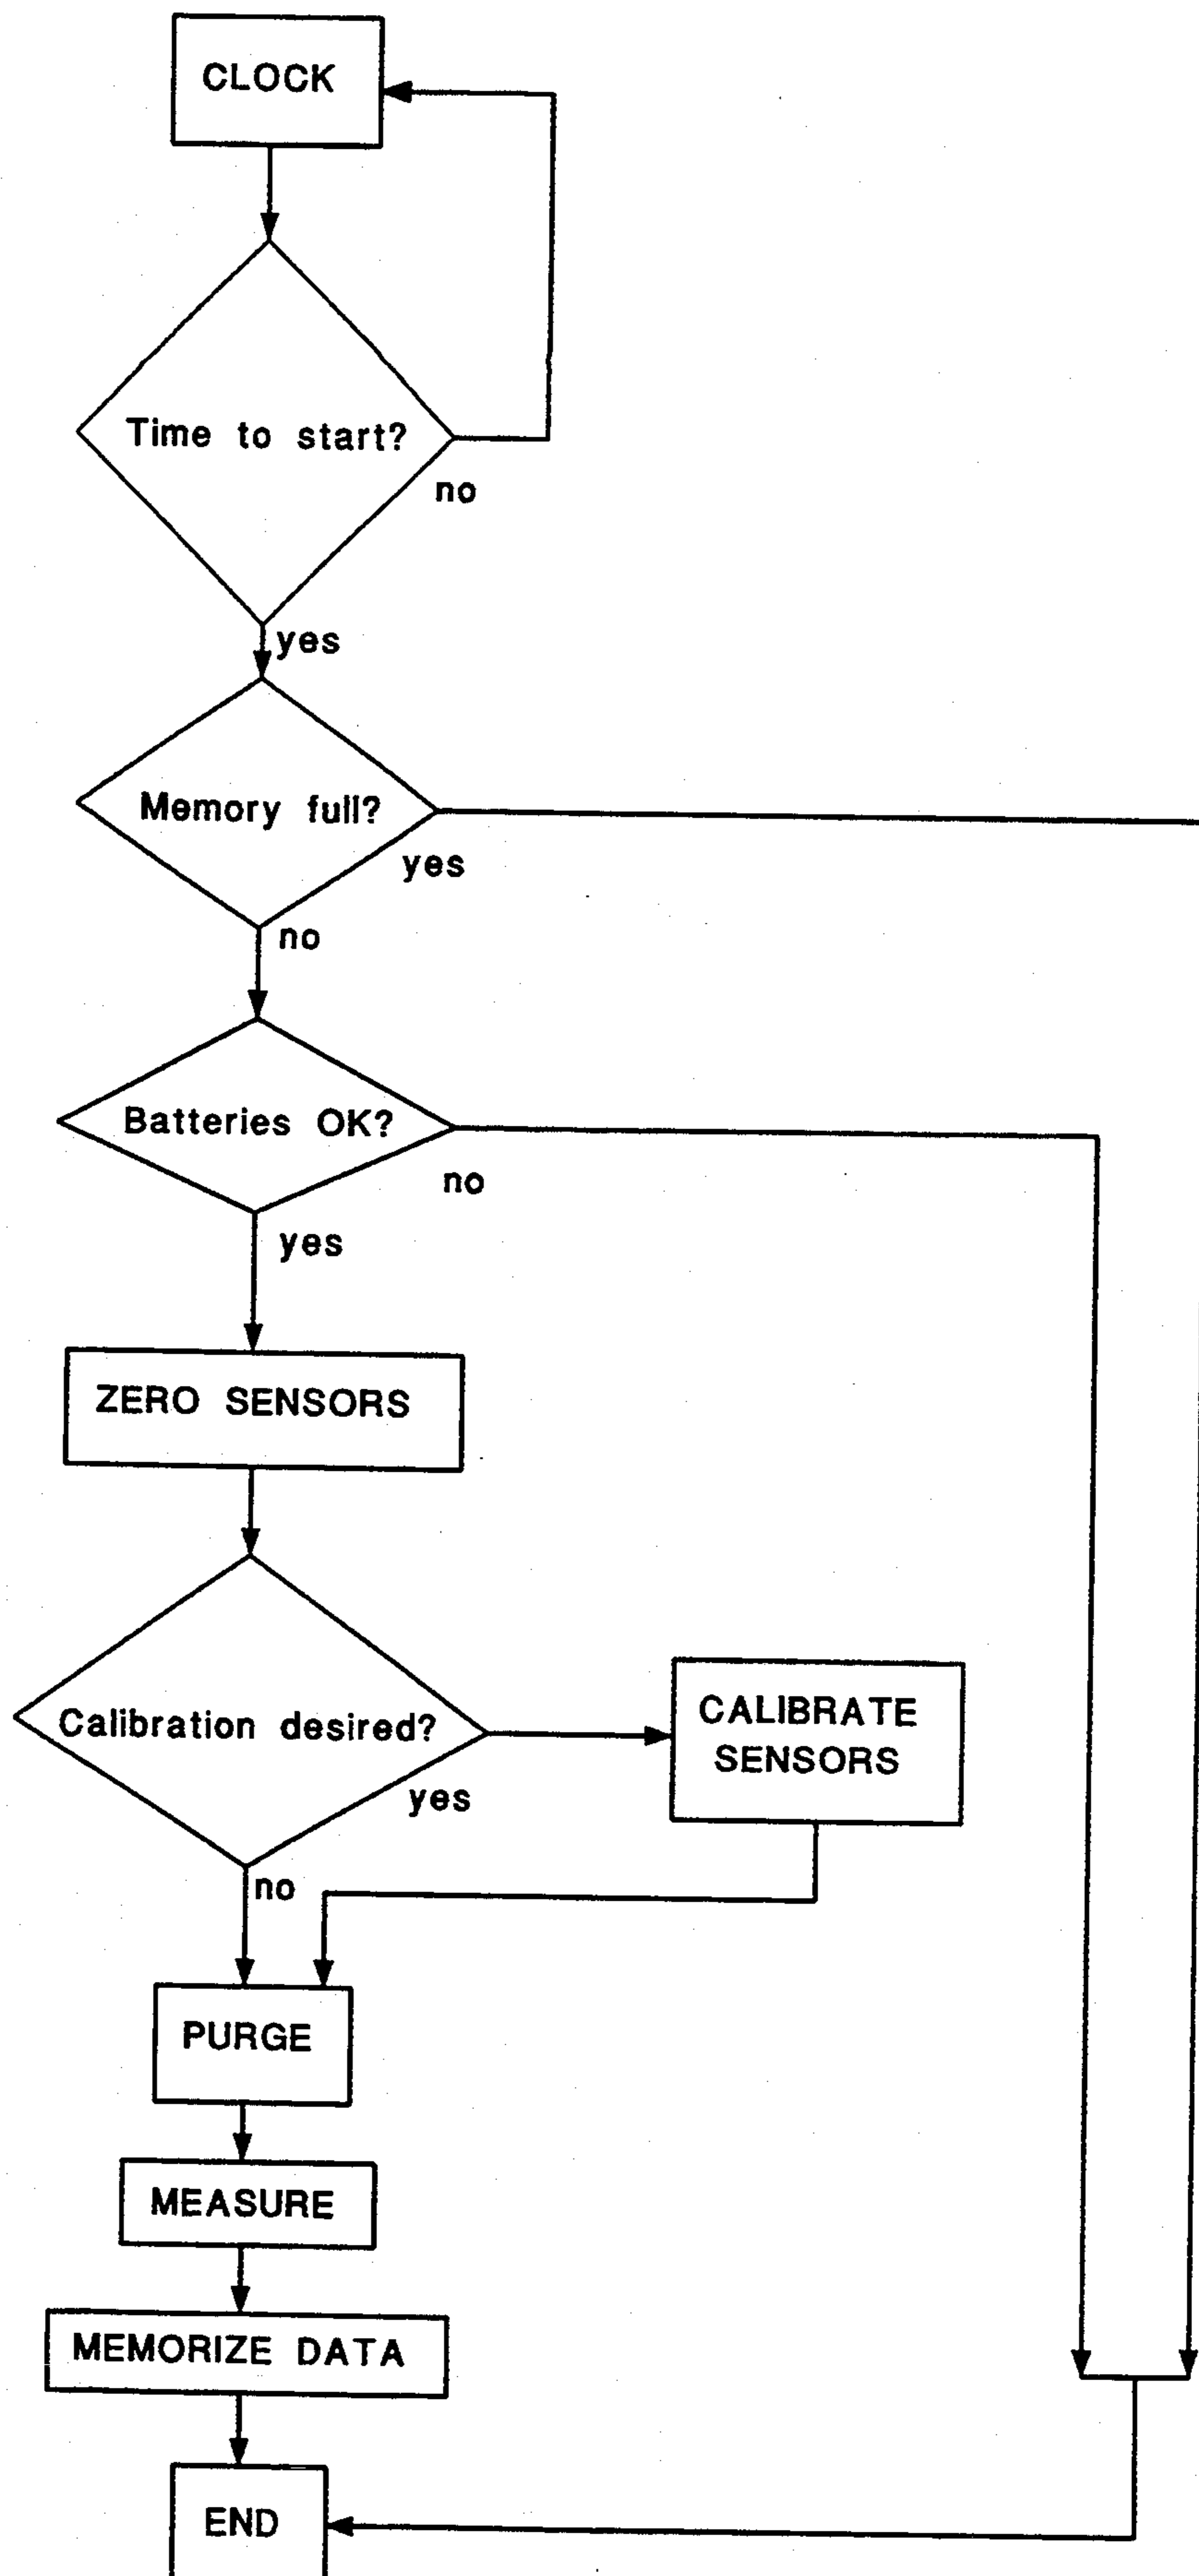 CLOCK
Time to start?
no
yes
Memory full?
yes
no
Batteries OK?
no
yes
ZERO SENSORS
Calibration desired?
CALIBRATE
SENSORS
yes
no
PURGE
MEASURE
MEMORIZE DATA
END